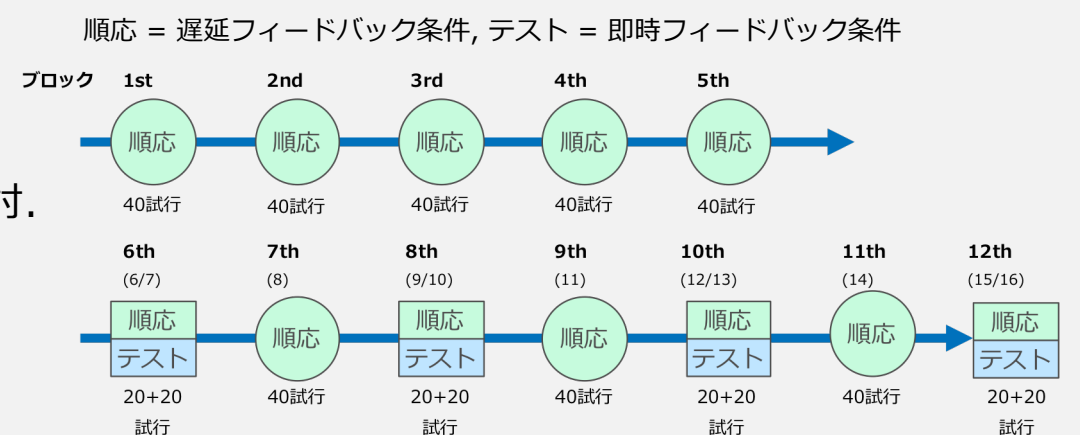 順応 = 遅延フィードバック条件, テスト = 即時フィードバック条件
ブロック 1st 2nd 3rd 4th 5th
順応 順応 順応 順応 順応
40試行 40試行 40試行 40試行 40試行
対.
6th 7th 8th 9th 10th 11th 12th
(6/7) (8) (9/10) (11) (12/13) (14) (15/16)
順応 順応 順応 順応 順応 順応 順応
テスト テスト テスト テスト
20+20 40試行 20+20 40試行 20+20 40試行 20+20
試行 試行 試行 試行